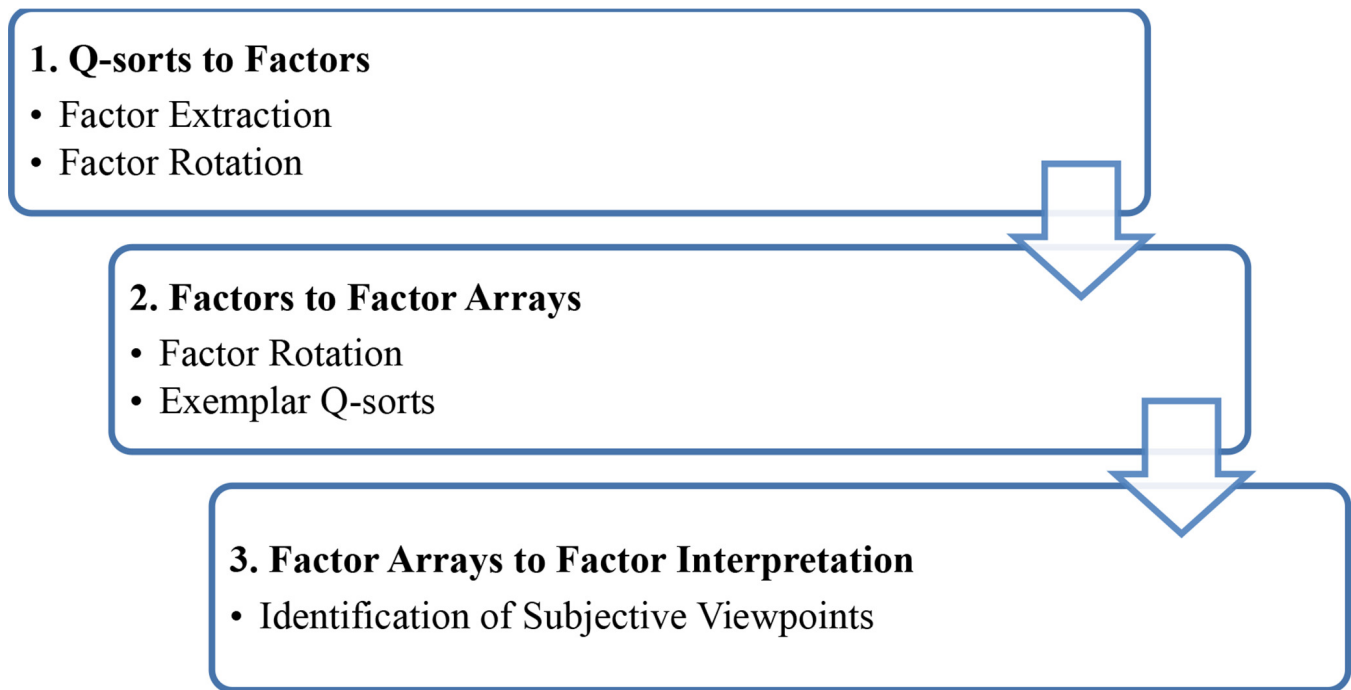 1. Q-sorts to Factors
• Factor Extraction
• Factor Rotation
2. Factors to Factor Arrays
• Factor Rotation
• Exemplar Q-sorts
3. Factor Arrays to Factor Interpretation
• Identification of Subjective Viewpoints